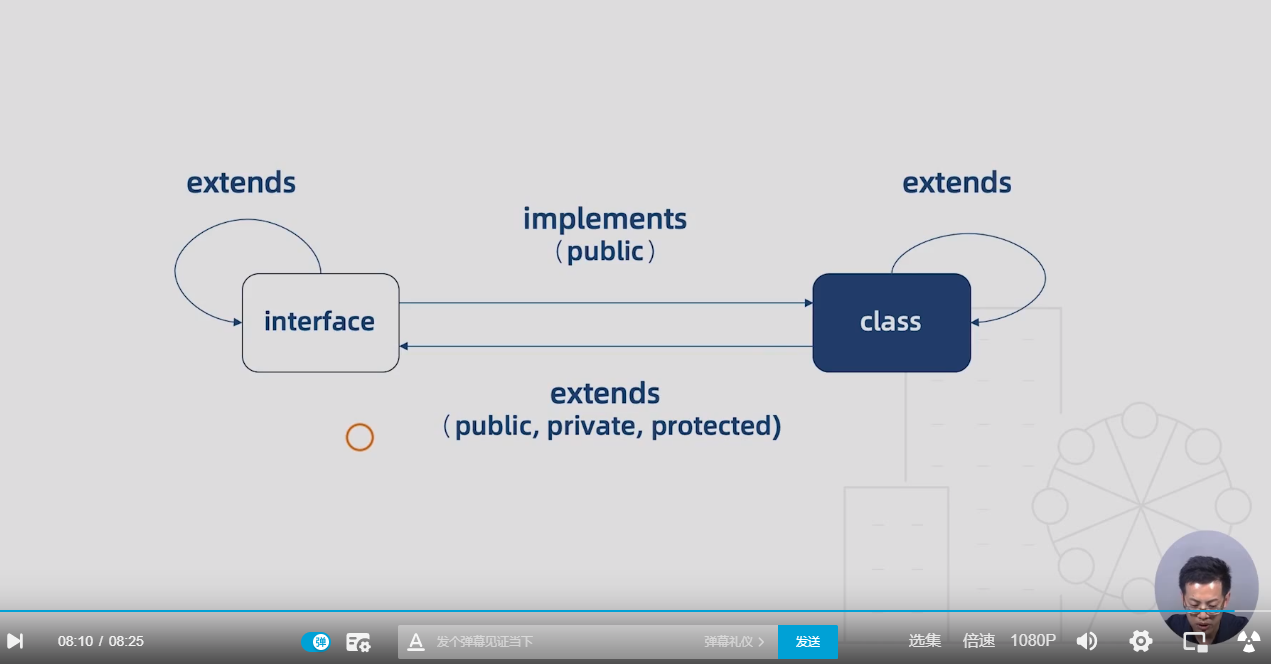 extends
extends
implements
（public）
interface
class
extends
（public, private, protected)
08:10 / 08:25
弹
A
发个弹幕见证当下
弹幕礼仪 >
发送
选集
倍速
1080P